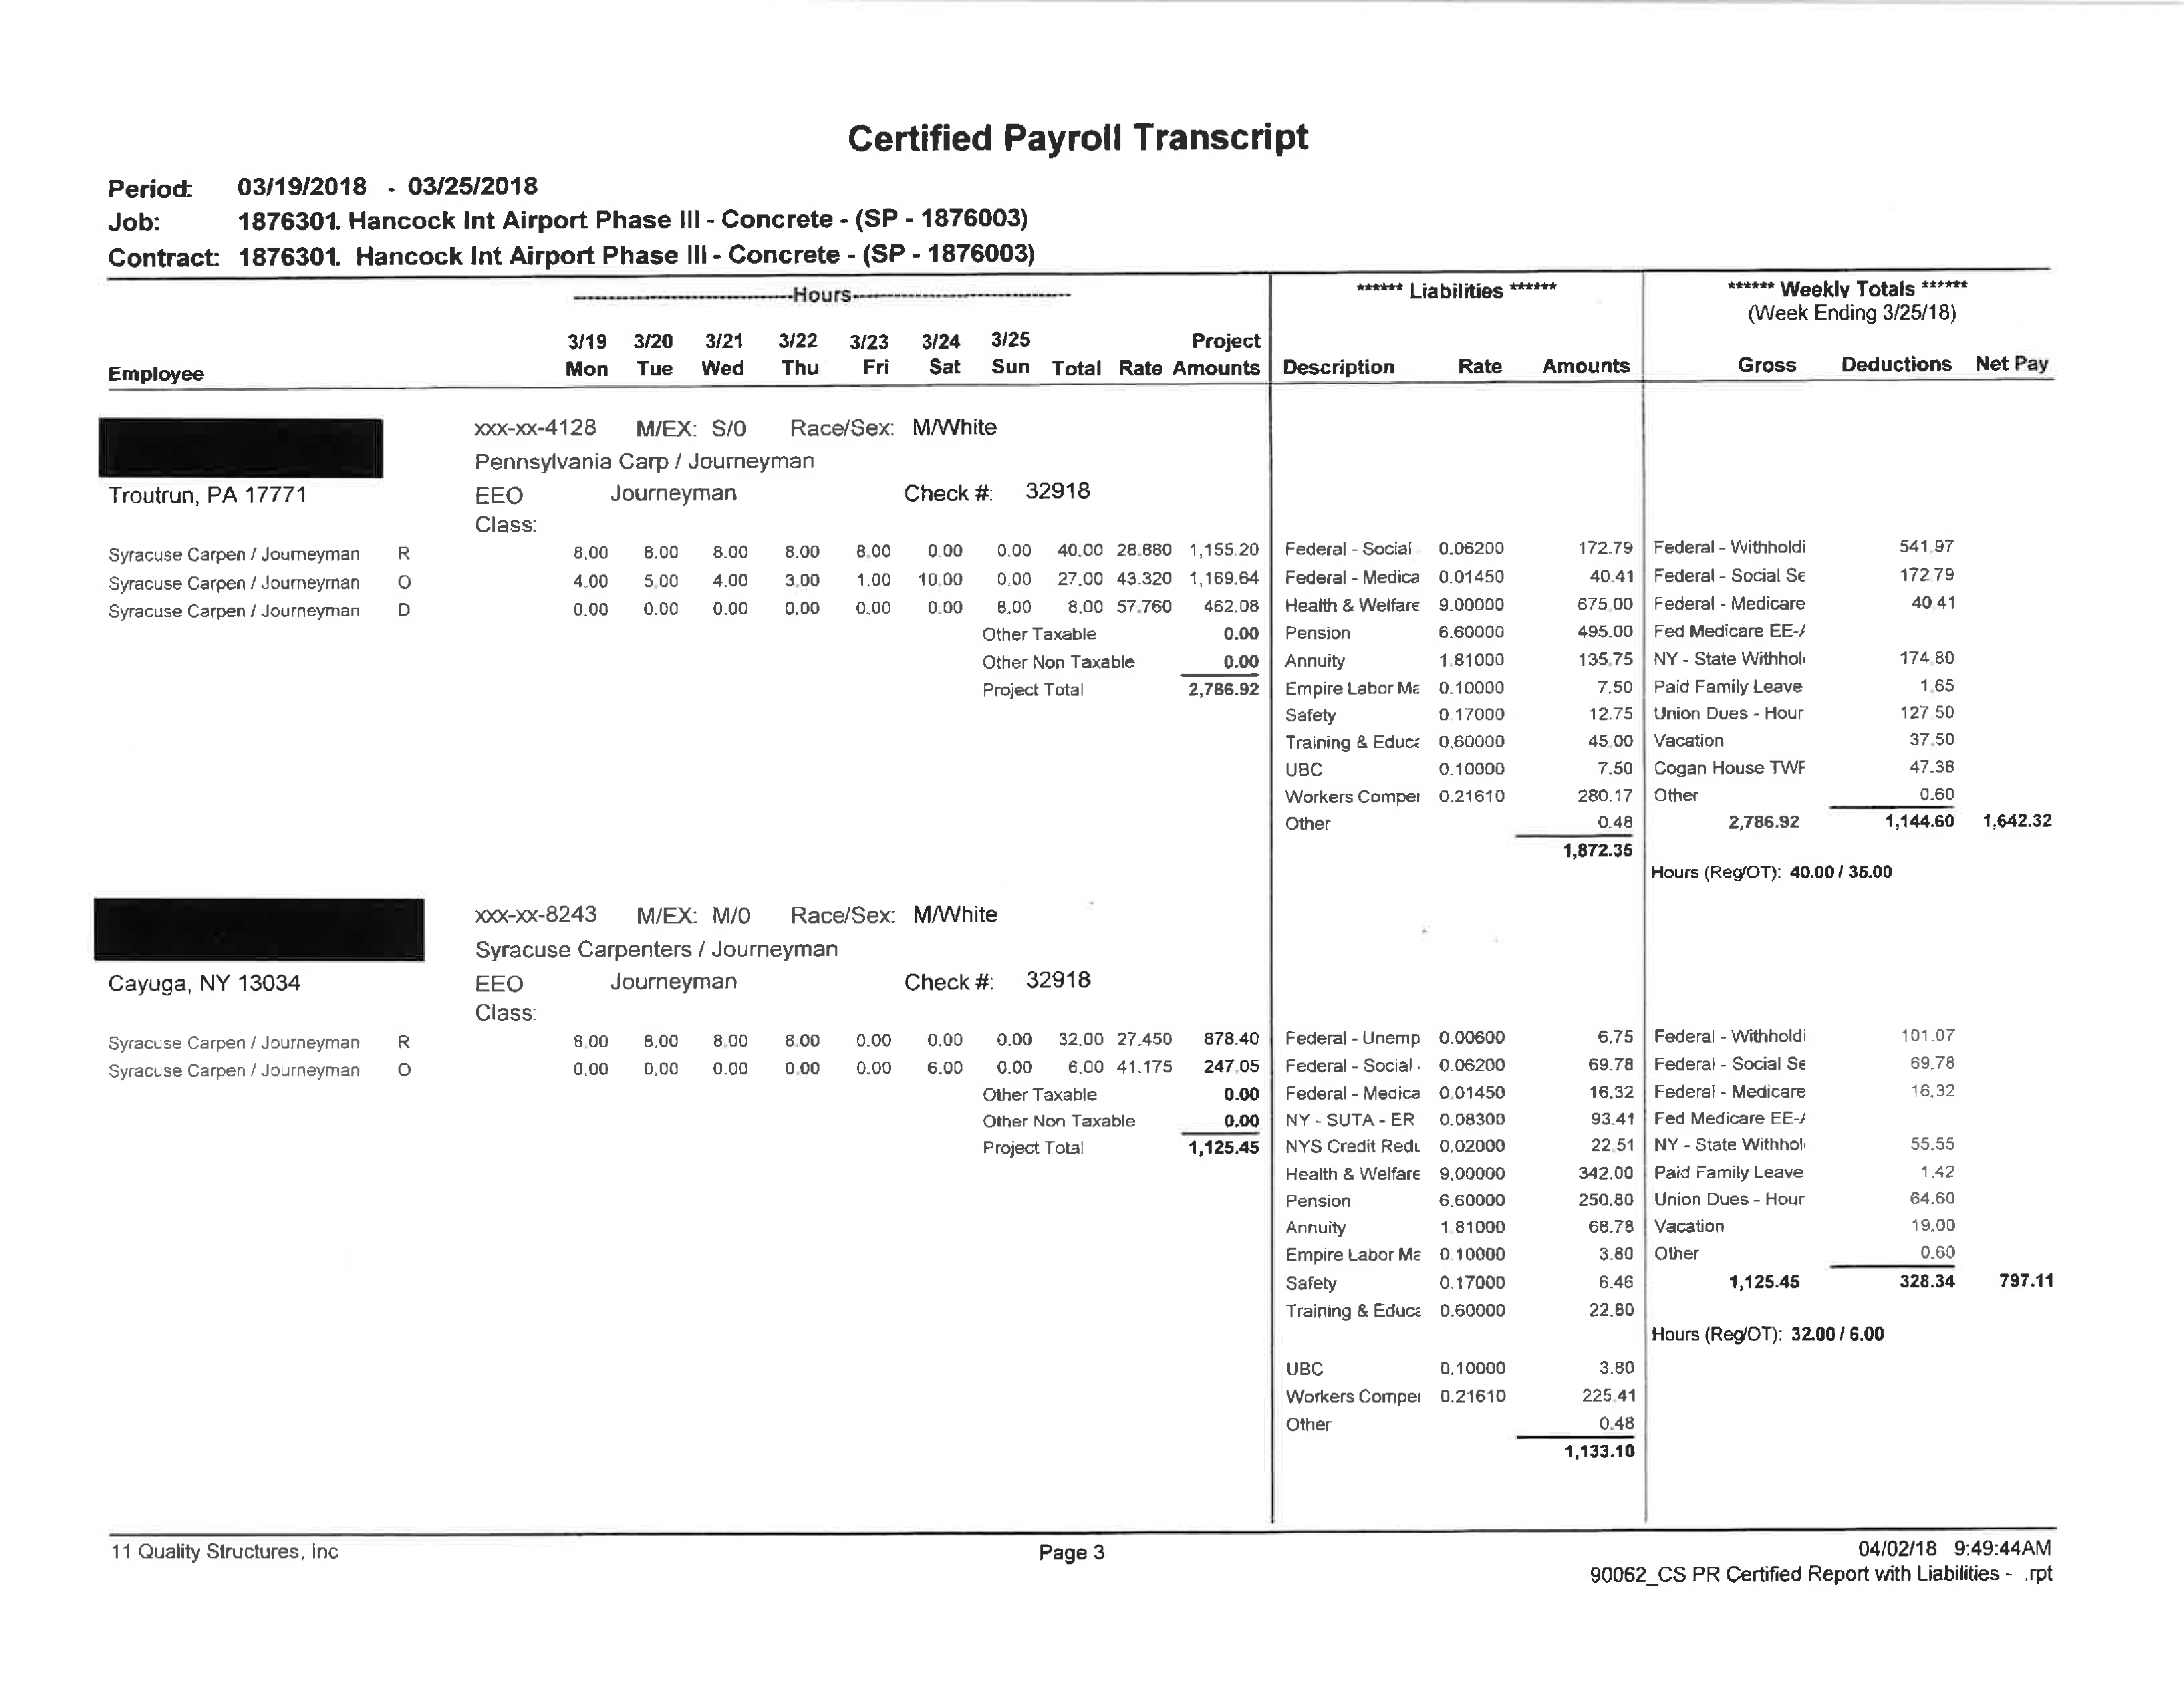 Certified Payroll Transcript
Period: 03/19/2018 - 03/25/2018
Job: 1876301. Hancock Int Airport Phase III - Concrete - (SP - 1876003)
Contract: 1876301. Hancock Int Airport Phase III - Concrete - (SP - 1876003)
------Hours------ ****** Liabilities ****** ****** Weekly Totals ******
(Week Ending 3/25/18)
3/19 3/20 3/21 3/22 3/23 3/24 3/25 Project
Employee Mon Tue Wed Thu Fri Sat Sun Total Rate Amounts Description Rate Amounts Gross Deductions Net Pay
xxx-xx-4128 M/EX: S/0 Race/Sex: M/White
Pennsylvania Carp / Journeyman
Troutrun, PA 17771 EEO Journeyman Check #: 32918
Class:
Syracuse Carpen / Journeyman R 8.00 8.00 8.00 8.00 8.00 0.00 0.00 40.00 28.880 1,155.20 Federal - Social 0.06200 172.79 Federal - Withholdi 541.97
Syracuse Carpen / Journeyman O 4.00 5.00 4.00 3.00 1.00 10.00 0.00 27.00 43.320 1,169.64 Federal - Medica 0.01450 40.41 Federal - Social Se 172.79
Syracuse Carpen / Journeyman D 0.00 0.00 0.00 0.00 0.00 0.00 8.00 8.00 57.760 462.08 Health & Welfare 9.00000 675.00 Federal - Medicare 40.41
Other Taxable 0.00 Pension 6.60000 495.00 Fed Medicare EE-/
Other Non Taxable 0.00 Annuity 1.81000 135.75 NY - State Withhol 174.80
Project Total 2,786.92 Empire Labor Ma 0.10000 7.50 Paid Family Leave 1.65
Safety 0.17000 12.75 Union Dues - Hour 127.50
Training & Educa 0.60000 45.00 Vacation 37.50
UBC 0.10000 7.50 Cogan House TWF 47.38
Workers Compe 0.21610 280.17 Other 0.60
Other 0.48 2,786.92 1,144.60 1,642.32
1,872.35
Hours (Reg/OT): 40.00 / 35.00
xxx-xx-8243 M/EX: M/0 Race/Sex: M/White
Syracuse Carpenters / Journeyman
Cayuga, NY 13034 EEO Journeyman Check #: 32918
Class:
Syracuse Carpen / Journeyman R 8.00 8.00 8.00 8.00 0.00 0.00 0.00 32.00 27.450 878.40 Federal - Unemp 0.00600 6.75 Federal - Withholdi 101.07
Syracuse Carpen / Journeyman O 0.00 0.00 0.00 0.00 0.00 6.00 0.00 6.00 41.175 247.05 Federal - Social 0.06200 69.78 Federal - Social Se 69.78
Other Taxable 0.00 Federal - Medica 0.01450 16.32 Federal - Medicare 16.32
Other Non Taxable 0.00 NY - SUTA - ER 0.08300 93.41 Fed Medicare EE-/
Project Total 1,125.45 NYS Credit Redu 0.02000 22.51 NY - State Withhol 55.55
Health & Welfare 9.00000 342.00 Paid Family Leave 1.42
Pension 6.60000 250.80 Union Dues - Hour 64.60
Annuity 1.81000 68.78 Vacation 19.00
Empire Labor Ma 0.10000 3.80 Other 0.60
Safety 0.17000 6.46 1,125.45 328.34 797.11
Training & Educa 0.60000 22.80
Hours (Reg/OT): 32.00 / 6.00
UBC 0.10000 3.80
Workers Compe 0.21610 225.41
Other 0.48
1,133.10
11 Quality Structures, Inc Page 3 04/02/18 9:49:44AM
90062_CS PR Certified Report with Liabilities - .rpt